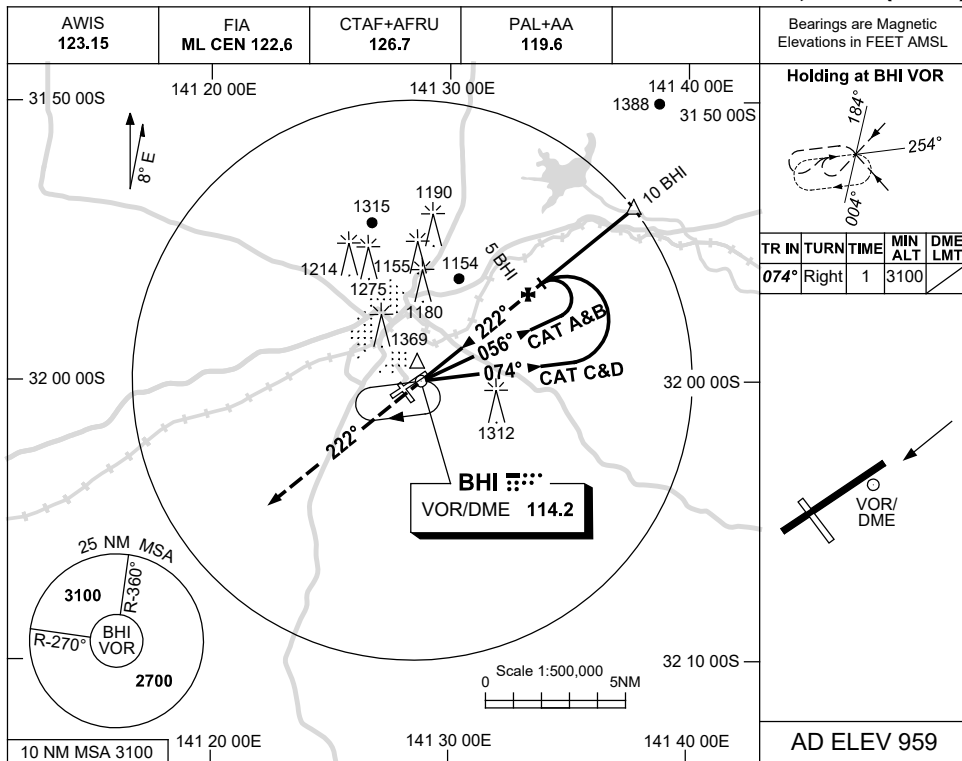 AWIS
123.15
FIA
ML CEN 122.6
CTAF+AFRU
126.7
PAL+AA
119.6
Bearings are Magnetic
Elevations in FEET AMSL
31 50 00S
141 20 00E
141 30 00E
141 40 00E
1388
31 50 00S
8° E
10 BHI
5 BHI
1190
1315
1214
1155
1154
1275
1180
1369
222°
056°
CAT A&B
074°
CAT C&D
32 00 00S
32 00 00S
1312
222°
BHI
VOR/DME 114.2
25 NM MSA
3100
R-360°
R-270°
BHI
VOR
2700
10 NM MSA 3100
Scale 1:500,000
0
5NM
32 10 00S
141 20 00E
141 30 00E
141 40 00E
Holding at BHI VOR
184°
254°
004°
TR IN
TURN
TIME
MIN
ALT
DME
LMT
074°
Right
1
3100
VOR/
DME
AD ELEV 959